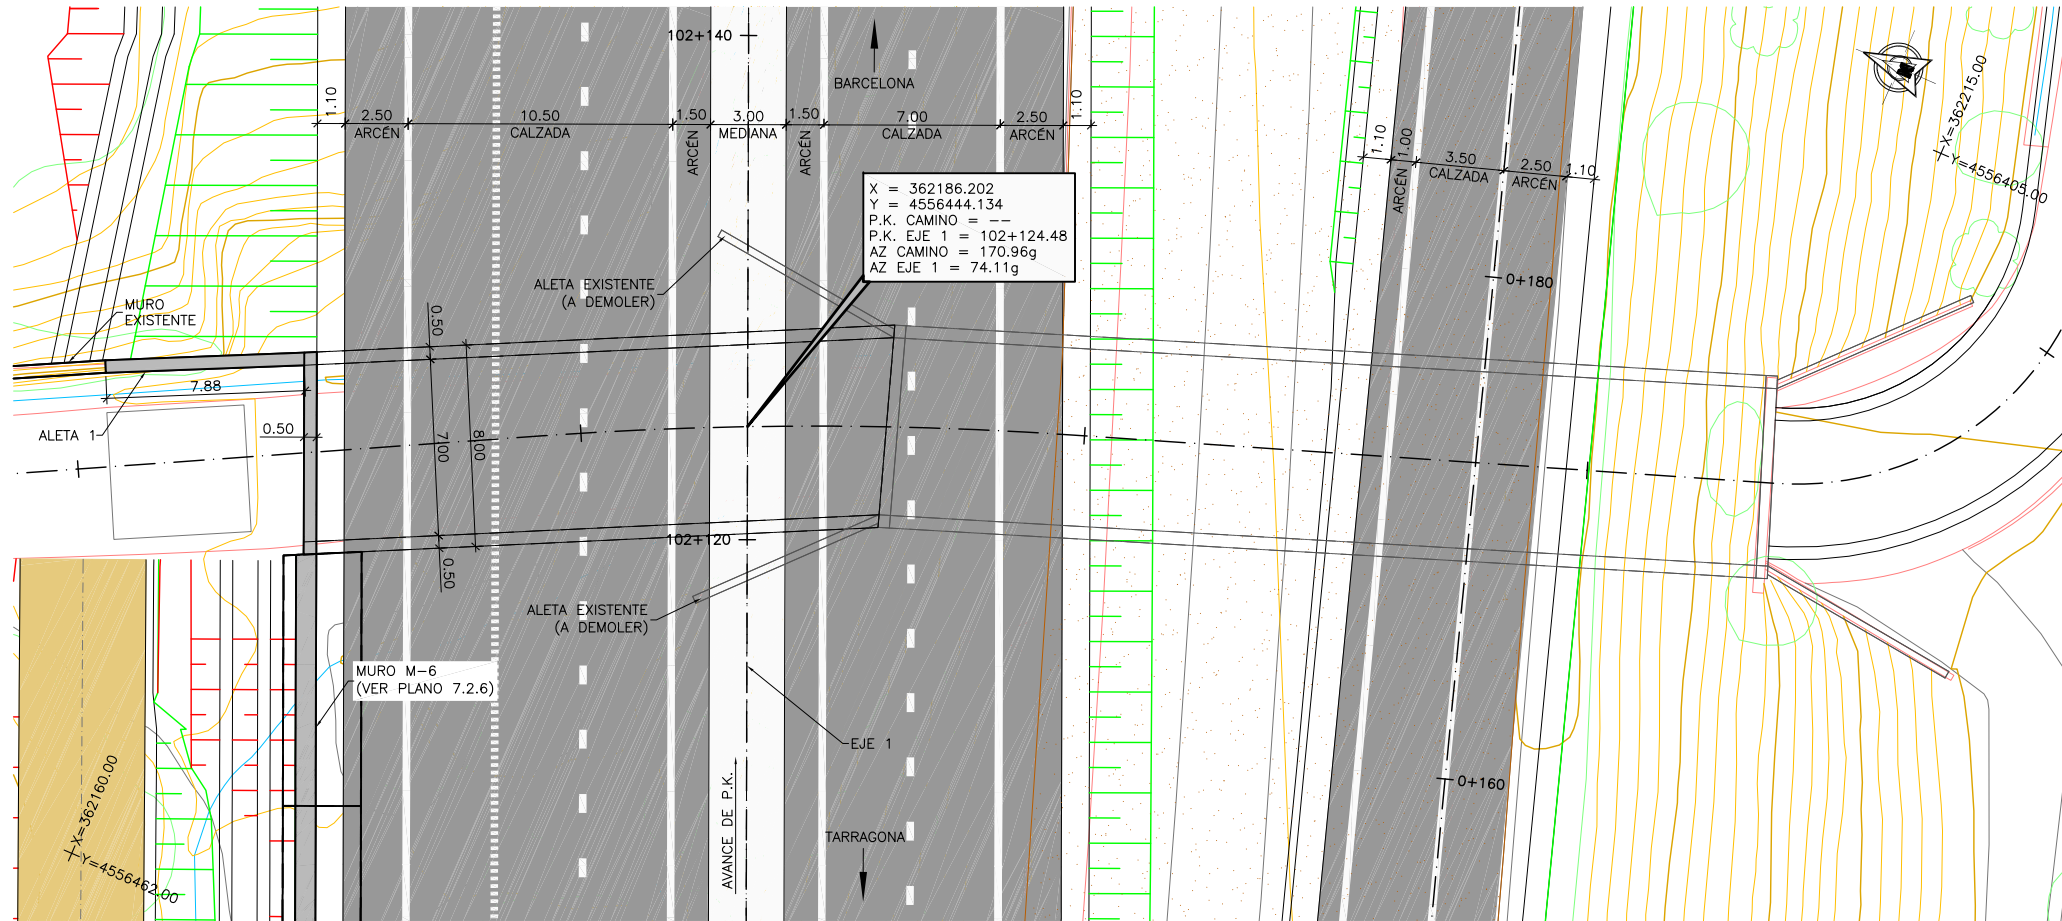 102+140
BARCELONA
1.10
2.50
ARCÉN
10.50
CALZADA
1.50
ARCÉN
3.00
MEDIANA
1.50
ARCÉN
7.00
CALZADA
2.50
ARCÉN
1.10
1.10
1.00
ARCÉN
3.50
CALZADA
2.50
ARCÉN
1.10
X=362215.00
Y=4556405.00
X = 362186.202
Y = 4556444.134
P.K. CAMINO = --
P.K. EJE 1 = 102+124.48
AZ CAMINO = 170.96g
AZ EJE 1 = 74.11g
ALETA EXISTENTE
(A DEMOLER)
0+180
MURO
EXISTENTE
0.50
7.88
ALETA 1
0.50
7.00
8.00
0.50
102+120
ALETA EXISTENTE
(A DEMOLER)
MURO M-6
(VER PLANO 7.2.6)
EJE 1
AVANCE DE P.K.
0+160
TARRAGONA
X=362160.00
Y=4556462.00